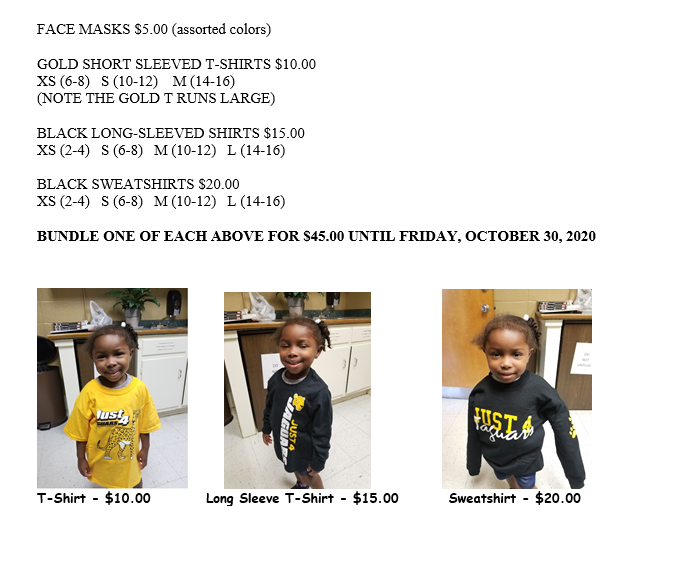 FACE MASKS $5.00 (assorted colors)
GOLD SHORT SLEEVED T-SHIRTS $10.00
XS (6-8) S (10-12) M (14-16)
(NOTE THE GOLD T RUNS LARGE)
BLACK LONG-SLEEVED SHIRTS $15.00
XS (2-4) S (6-8) M (10-12) L (14-16)
BLACK SWEATSHIRTS $20.00
XS (2-4) S (6-8) M (10-12) L (14-16)
BUNDLE ONE OF EACH ABOVE FOR $45.00 UNTIL FRIDAY, OCTOBER 30, 2020
Just
4
JUST 4
JAGUARS
JUST 4
Jaguars
T-Shirt - $10.00
Long Sleeve T-Shirt - $15.00
Sweatshirt - $20.00